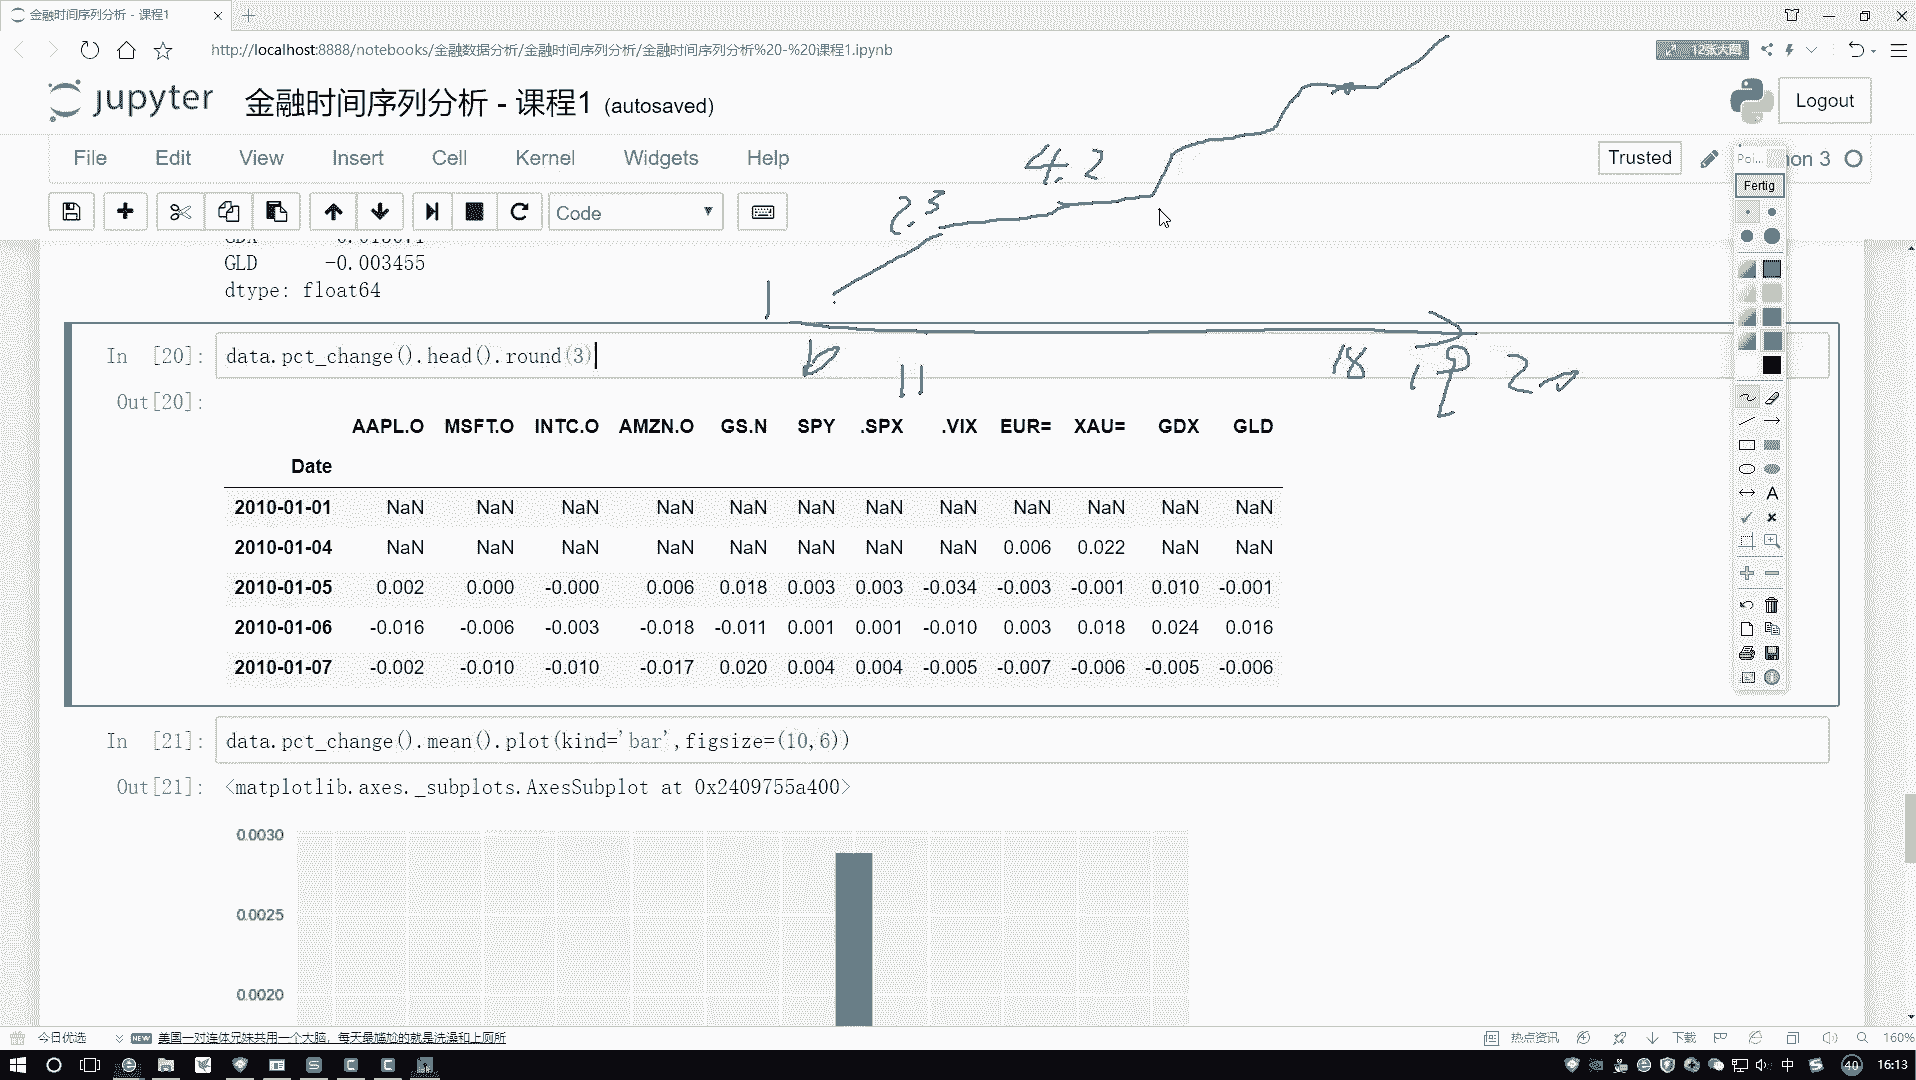 金融时间序列分析 - 课程1
http://localhost:8888/notebooks/金融数据分析/金融时间序列分析/金融时间序列分析%20-%20课程1.ipynb
12张大图
jupyter 金融时间序列分析 - 课程1 (autosaved)
Logout
File Edit View Insert Cell Kernel Widgets Help
Trusted
on 3
Poi...
Fertig
Code
4.2
2.3
1
10 11 18 19 20
GLD -0.003455
dtype: float64
In [20]: data.pct_change().head().round(3)
Out[20]:
AAPL.O MSFT.O INTC.O AMZN.O GS.N SPY .SPX .VIX EUR= XAU= GDX GLD
Date
2010-01-01 NaN NaN NaN NaN NaN NaN NaN NaN NaN NaN NaN NaN
2010-01-04 NaN NaN NaN NaN NaN NaN NaN NaN 0.006 0.022 NaN NaN
2010-01-05 0.002 0.000 -0.000 0.006 0.018 0.003 0.003 -0.034 -0.003 -0.001 0.010 -0.001
2010-01-06 -0.016 -0.006 -0.003 -0.018 -0.011 0.001 0.001 -0.010 0.003 0.018 0.024 0.016
2010-01-07 -0.002 -0.010 -0.010 -0.017 0.020 0.004 0.004 -0.005 -0.007 -0.006 -0.005 -0.006
In [21]: data.pct_change().mean().plot(kind='bar',figsize=(10,6))
Out[21]: <matplotlib.axes._subplots.AxesSubplot at 0x2409755a400>
0.0030
0.0025
0.0020
今日优选
NEW 美国一对连体兄妹共用一个大脑，每天最尴尬的就是洗澡和上厕所
热点资讯
下载
160%
中
40
16:13